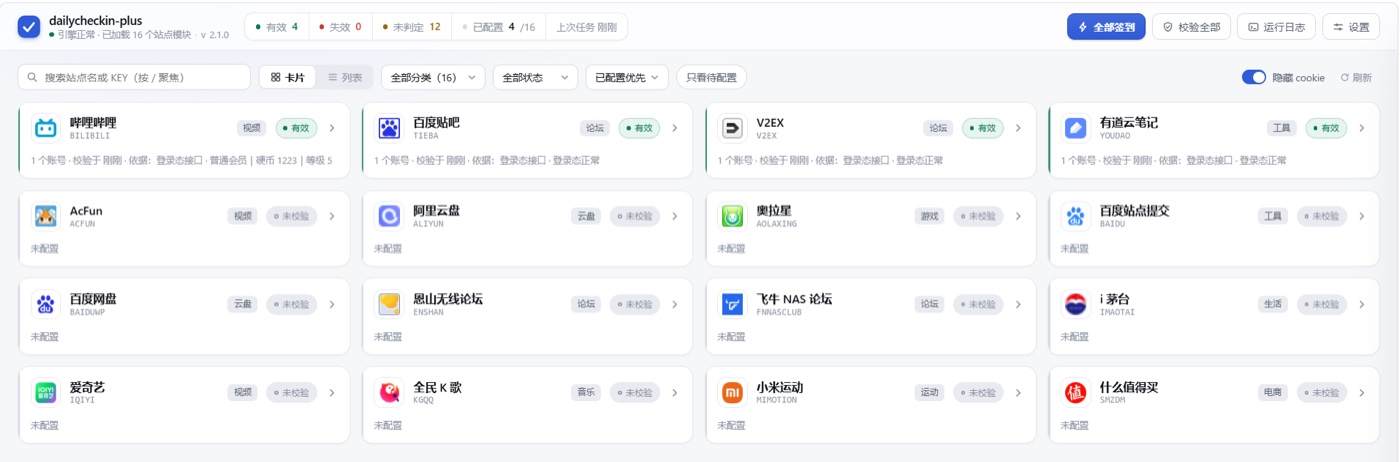 dailycheckin-plus
引擎正常 · 已加载 16 个站点模块 · v 2.1.0
有效 4 失效 0 未判定 12 已配置 4 /16 上次任务 刚刚
全部签到 校验全部 运行日志 设置
搜索站点名或 KEY（按 / 聚焦）
卡片 列表 全部分类（16） 全部状态 已配置优先 只看待配置
隐藏 cookie 刷新
哔哩哔哩 视频 有效
BILIBILI
1 个账号 · 校验于 刚刚 · 依据：登录态接口 · 普通会员 | 硬币 1223 | 等级 5
百度贴吧 论坛 有效
TIEBA
1 个账号 · 校验于 刚刚 · 依据：登录态接口 · 登录态正常
V2EX 论坛 有效
V2EX
1 个账号 · 校验于 刚刚 · 依据：登录态接口 · 登录态正常
有道云笔记 工具 有效
YOUDAO
1 个账号 · 校验于 刚刚 · 依据：登录态接口 · 登录态正常
AcFun 视频 未校验
ACFUN
未配置
阿里云盘 云盘 未校验
ALIYUN
未配置
奥拉星 游戏 未校验
AOLAXING
未配置
百度站点提交 工具 未校验
BAIDU
未配置
百度网盘 云盘 未校验
BAIDUWP
未配置
恩山无线论坛 论坛 未校验
ENSHAN
未配置
飞牛 NAS 论坛 论坛 未校验
FNNASCLUB
未配置
i 茅台 生活 未校验
IMAOTAI
未配置
爱奇艺 视频 未校验
IQIYI
未配置
全民 K 歌 音乐 未校验
KGQQ
未配置
小米运动 运动 未校验
MIMOTION
未配置
什么值得买 电商 未校验
SMZDM
未配置